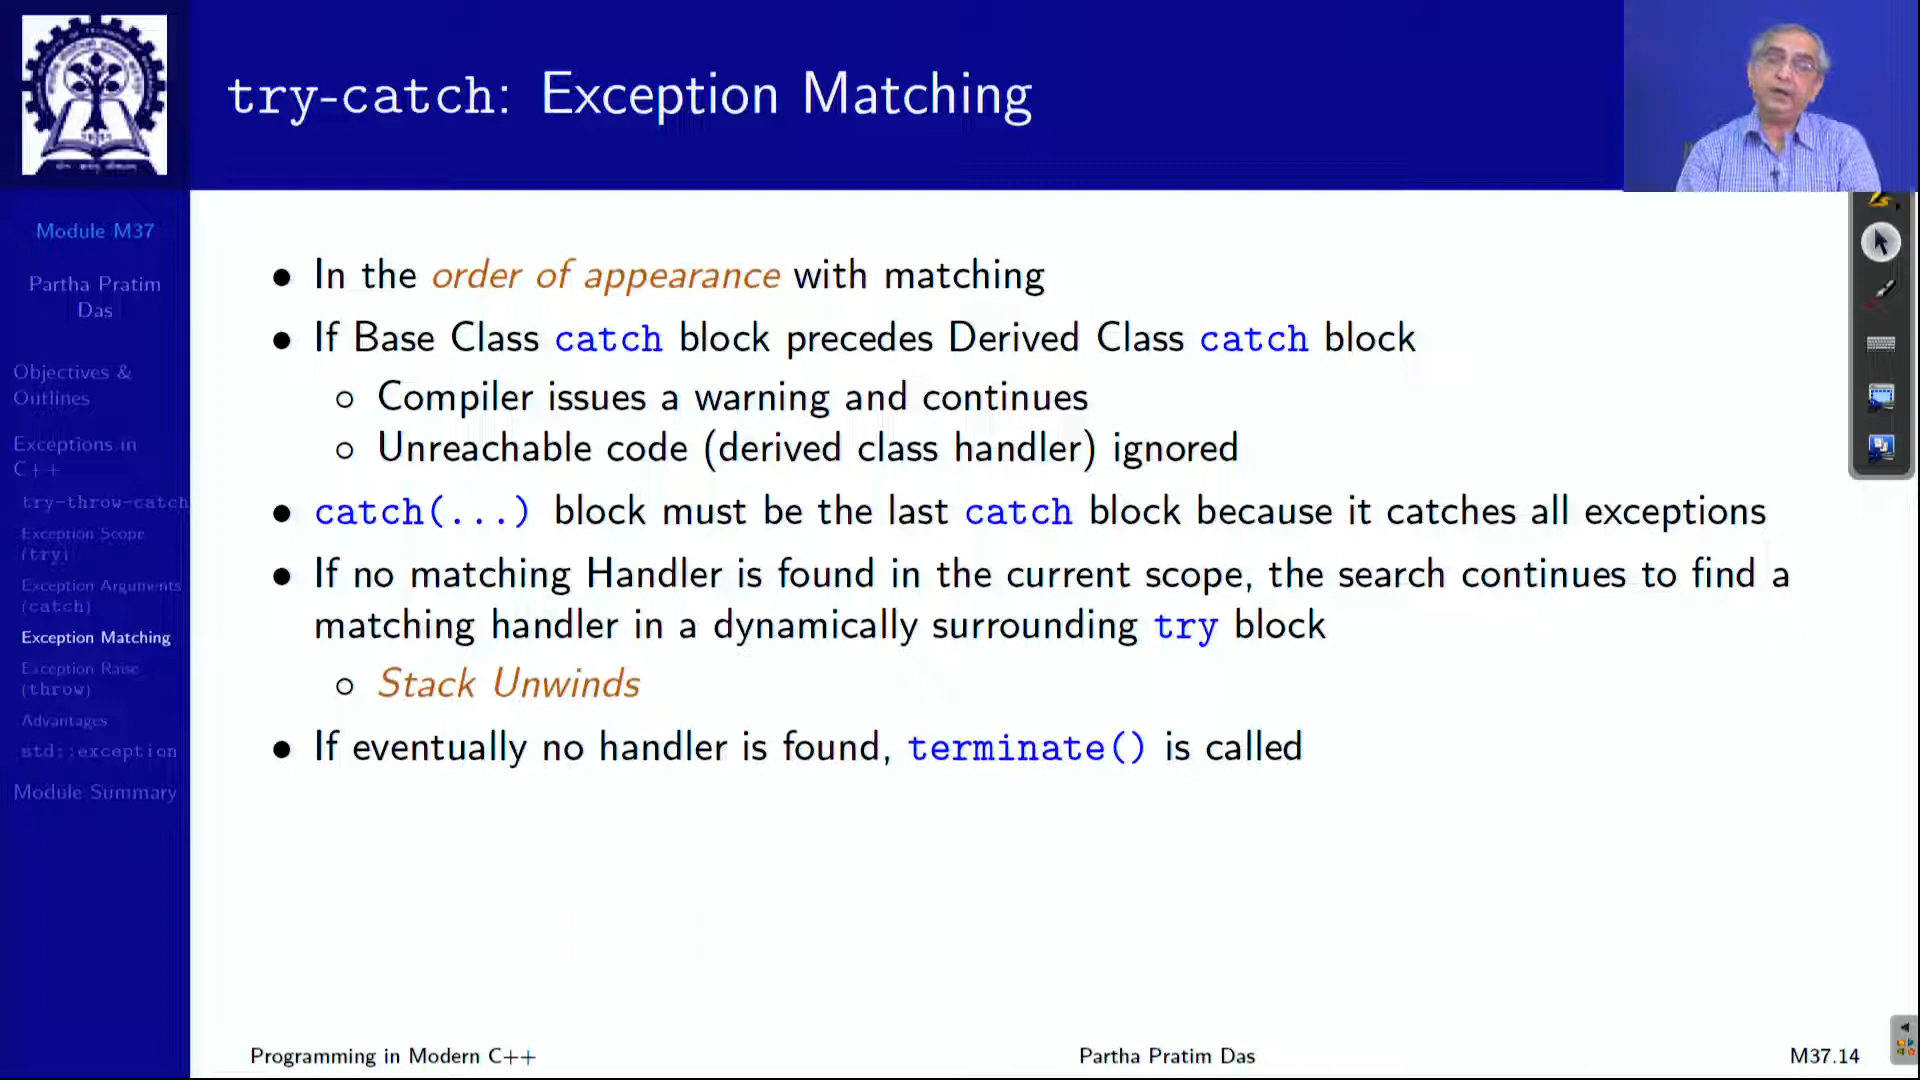 try-catch: Exception Matching
Module M37
Partha Pratim
Das
Objectives &
Outlines
Exceptions in
C++
try-throw-catch
Exception Scope
(try)
Exception Arguments
(catch)
Exception Matching
Exception Raise
(throw)
Advantages
std::exception
Module Summary
• In the order of appearance with matching
• If Base Class catch block precedes Derived Class catch block
◦ Compiler issues a warning and continues
◦ Unreachable code (derived class handler) ignored
• catch(...) block must be the last catch block because it catches all exceptions
• If no matching Handler is found in the current scope, the search continues to find a
matching handler in a dynamically surrounding try block
◦ Stack Unwinds
• If eventually no handler is found, terminate() is called
Programming in Modern C++
Partha Pratim Das
M37.14